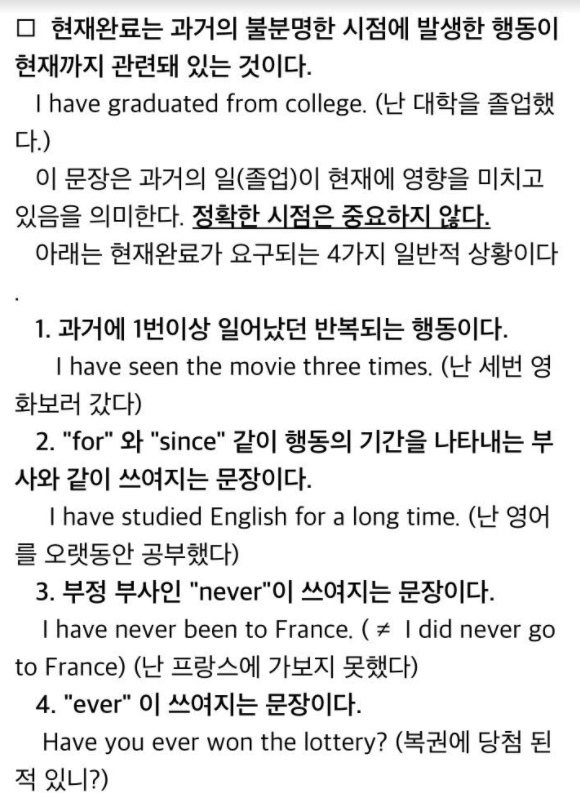 □ 현재완료는 과거의 불분명한 시점에 발생한 행동이
현재까지 관련돼 있는 것이다.
I have graduated from college. (난 대학을 졸업했
다.)
이 문장은 과거의 일(졸업)이 현재에 영향을 미치고
있음을 의미한다. 정확한 시점은 중요하지 않다.
아래는 현재완료가 요구되는 4가지 일반적 상황이다
.
1. 과거에 1번이상 일어났던 반복되는 행동이다.
I have seen the movie three times. (난 세번 영
화보러 갔다)
2. "for" 와 "since" 같이 행동의 기간을 나타내는 부
사와 같이 쓰여지는 문장이다.
I have studied English for a long time. (난 영어
를 오랫동안 공부했다)
3. 부정 부사인 "never"이 쓰여지는 문장이다.
I have never been to France. ( ≠ I did never go
to France) (난 프랑스에 가보지 못했다)
4. "ever" 이 쓰여지는 문장이다.
Have you ever won the lottery? (복권에 당첨 된
적 있니?)